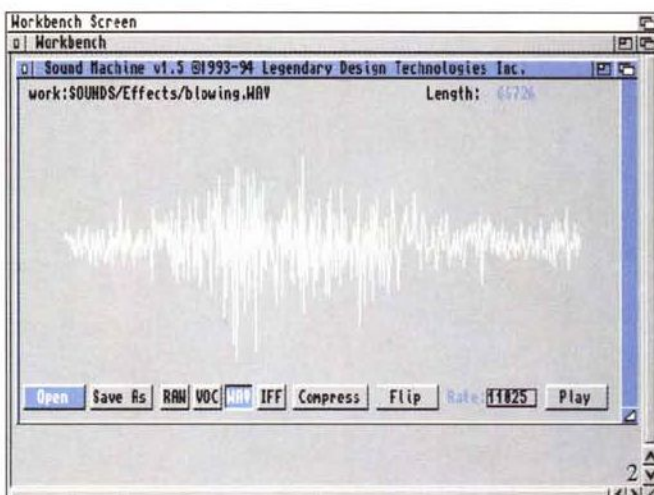 Workbench Screen
Workbench
Sound Machine v1.5 ©1993-94 Legendary Design Technologies Inc.
work:SOUNDS/Effects/blowing.WAV Length: 66726
Open Save As RAW VOC WAV IFF Compress Flip Rate: 11025 Play
2